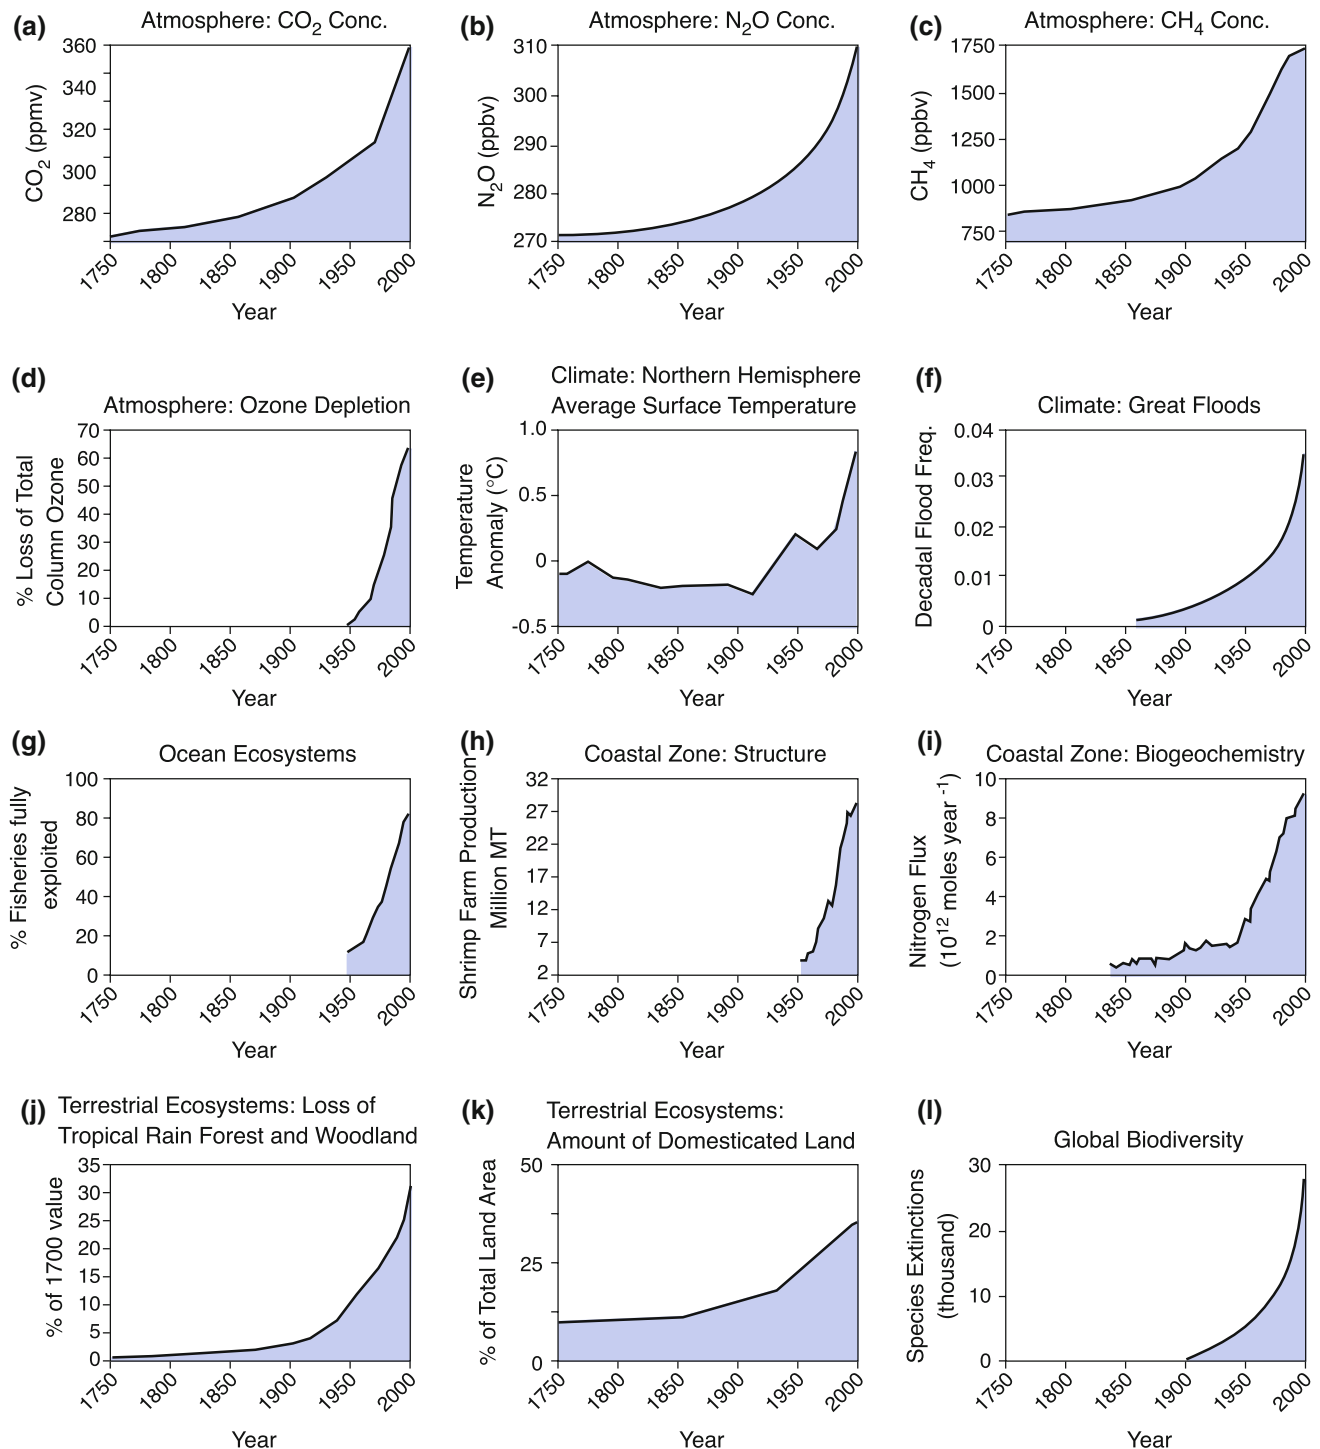 (a) Atmosphere: CO2 Conc.
CO2 (ppmv)
360
340
320
300
280
1750 1800 1850 1900 1950 2000
Year
(b) Atmosphere: N2O Conc.
N2O (ppbv)
310
300
290
280
270
1750 1800 1850 1900 1950 2000
Year
(c) Atmosphere: CH4 Conc.
CH4 (ppbv)
1750
1500
1250
1000
750
1750 1800 1850 1900 1950 2000
Year
(d)
Atmosphere: Ozone Depletion
% Loss of Total
Column Ozone
70
60
50
40
30
20
10
0
1750 1800 1850 1900 1950 2000
Year
(e) Climate: Northern Hemisphere
Average Surface Temperature
Temperature
Anomaly (°C)
1.0
0.5
0
-0.5
1750 1800 1850 1900 1950 2000
Year
(f)
Climate: Great Floods
Decadal Flood Freq.
0.04
0.03
0.02
0.01
0
1750 1800 1850 1900 1950 2000
Year
(g)
Ocean Ecosystems
% Fisheries fully
exploited
100
80
60
40
20
0
1750 1800 1850 1900 1950 2000
Year
(h)
Coastal Zone: Structure
Shrimp Farm Production
Million MT
32
27
22
17
12
7
2
1750 1800 1850 1900 1950 2000
Year
(i)
Coastal Zone: Biogeochemistry
Nitrogen Flux
(10^12 moles year^-1)
10
8
6
4
2
0
1750 1800 1850 1900 1950 2000
Year
(j) Terrestrial Ecosystems: Loss of
Tropical Rain Forest and Woodland
% of 1700 value
35
30
25
20
15
10
5
0
1750 1800 1850 1900 1950 2000
Year
(k) Terrestrial Ecosystems:
Amount of Domesticated Land
% of Total Land Area
50
25
0
1750 1800 1850 1900 1950 2000
Year
(l)
Global Biodiversity
Species Extinctions
(thousand)
30
20
10
0
1750 1800 1850 1900 1950 2000
Year